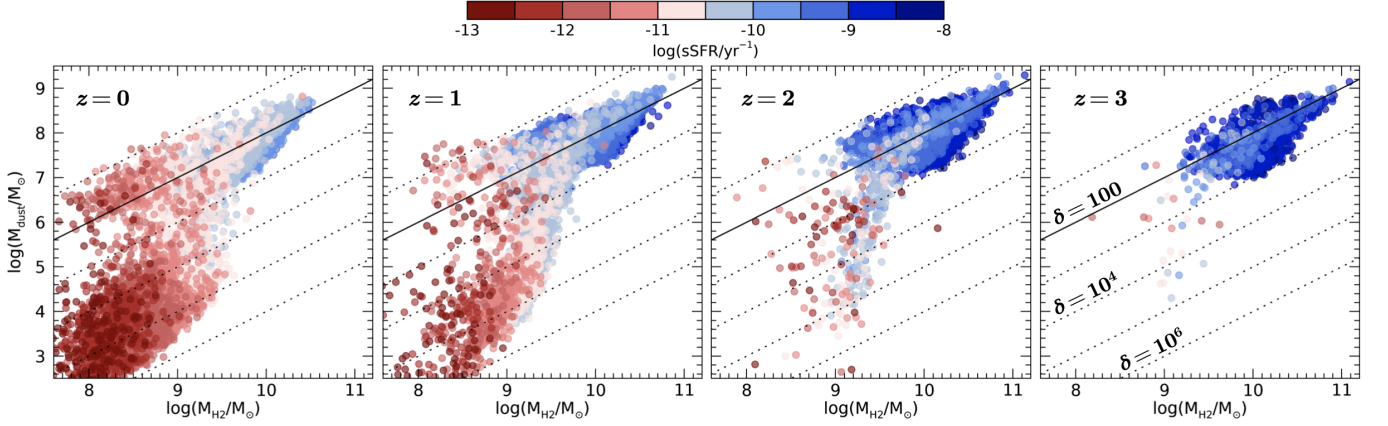 -13 -12 -11 -10 -9 -8
log(sSFR/yr⁻¹)
z = 0
z = 1
z = 2
z = 3
9
8
7
6
5
4
3
log(M_dust/M_⊙)
δ = 100
δ = 10⁴
δ = 10⁶
8 9 10 11
8 9 10 11
8 9 10 11
8 9 10 11
log(M_H2/M_⊙)
log(M_H2/M_⊙)
log(M_H2/M_⊙)
log(M_H2/M_⊙)